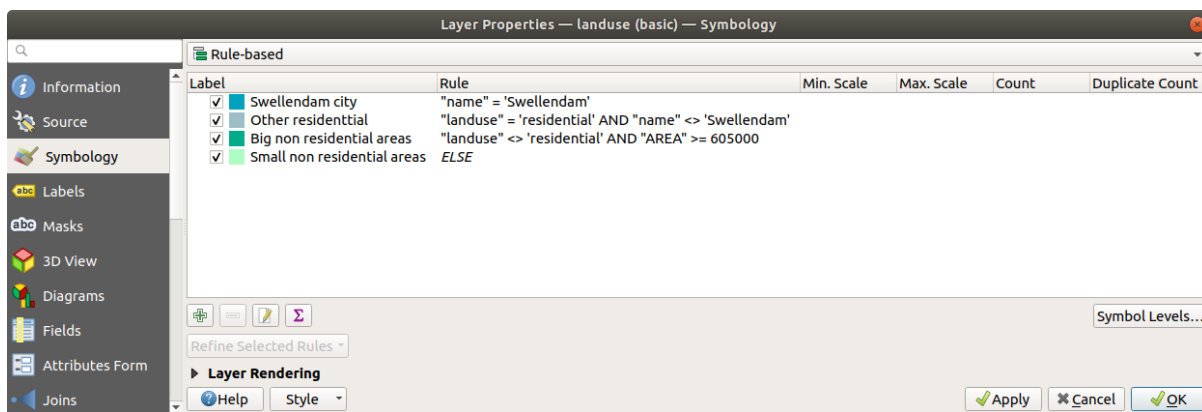 Layer Properties — landuse (basic) — Symbology
Information
Source
Symbology
abc Labels
abc Masks
3D View
Diagrams
Fields
Attributes Form
Joins
Rule-based
Label Rule Min. Scale Max. Scale Count Duplicate Count
Swellendam city "name" = 'Swellendam'
Other residenttial "landuse" = 'residential' AND "name" <> 'Swellendam'
Big non residential areas "landuse" <> 'residential' AND "AREA" >= 605000
Small non residential areas ELSE
Σ
Symbol Levels...
Refine Selected Rules
Layer Rendering
Help Style Apply Cancel OK